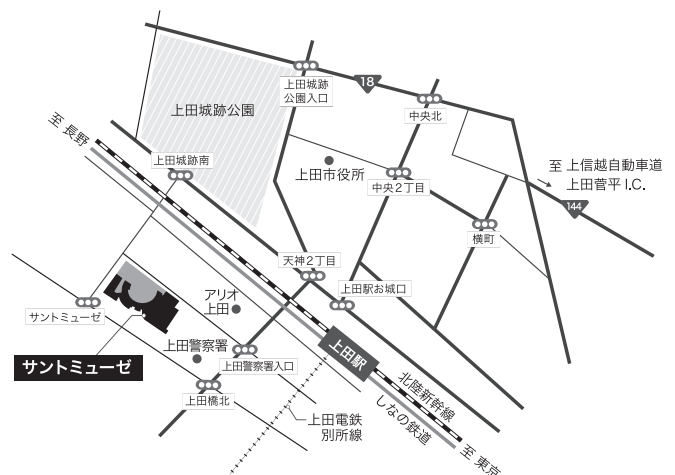 上田城跡
公園入口
18
上田城跡公園
中央北
至 長野
上田城跡南
上田市役所
中央2丁目
至 上信越自動車道
上田菅平 I.C.
144
横町
天神2丁目
上田駅お城口
アリオ
上田
サントミューゼ
上田警察署
上田駅
サントミューゼ
上田警察署入口
上田橋北
北陸新幹線
しなの鉄道
上田電鉄
別所線
至 東京